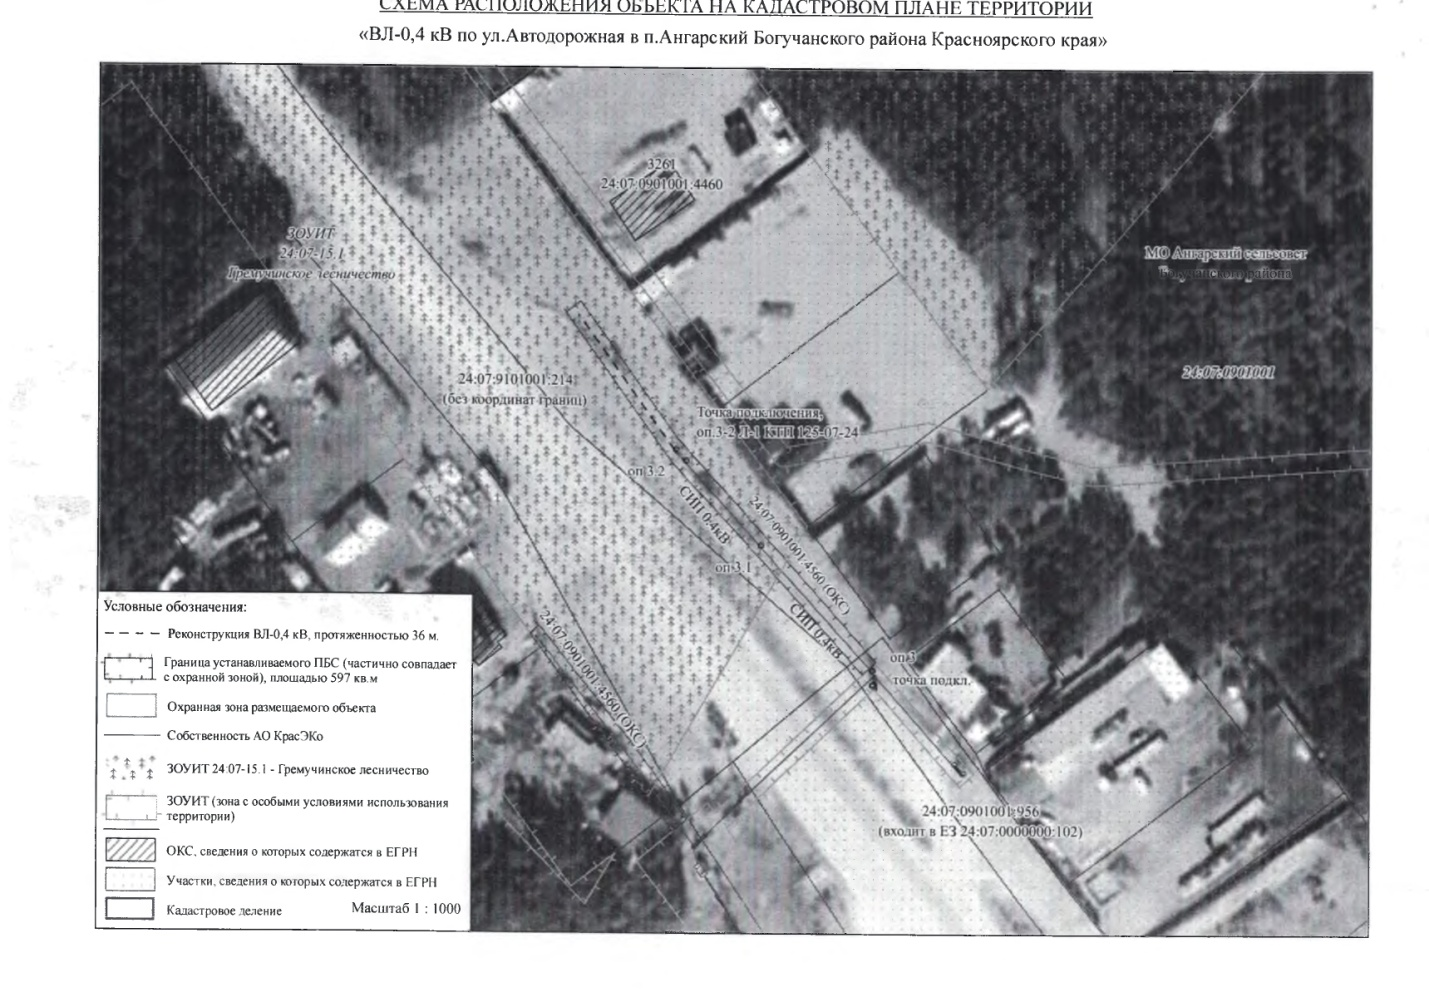 СХЕМА РАСПОЛОЖЕНИЯ ОБЪЕКТА НА КАДАСТРОВОМ ПЛАНЕ ТЕРРИТОРИИ
«ВЛ-0,4 кВ по ул.Автодорожная в п.Ангарский Богучанского района Красноярского края»
3261
24:07:0901001:4460
ЗОУИТ
24:07-15.1
Гремучинское лесничество
МО Ангарский сельсовет
Богучанского района
24:07:0901001
24:07:9101001:214
(без координат границ)
Точка подключения,
оп.3-2 Л-1 КТП 125-07-24
оп 3.2
СИП 0.4кВ
24:07:0901001:4560 (ОКС)
оп 3.1
СИП 0.4кВ
оп 3
точка подкл.
24:07:0901001:4560 (ОКС)
24:07:0901001:956
(входит в ЕЗ 24:07:0000000:102)
Условные обозначения:
Реконструкция ВЛ-0,4 кВ, протяженностью 36 м.
Граница устанавливаемого ПБС (частично совпадает
с охранной зоной), площадью 597 кв.м
Охранная зона размещаемого объекта
Собственность АО КрасЭКо
ЗОУИТ 24:07-15.1 - Гремучинское лесничество
ЗОУИТ (зона с особыми условиями использования
территории)
ОКС, сведения о которых содержатся в ЕГРН
Участки, сведения о которых содержатся в ЕГРН
Кадастровое деление
Масштаб 1 : 1000